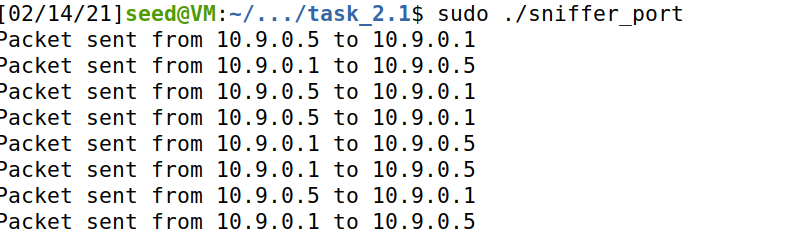 [02/14/21]seed@VM:~/.../task_2.1$ sudo ./sniffer_port
Packet sent from 10.9.0.5 to 10.9.0.1
Packet sent from 10.9.0.1 to 10.9.0.5
Packet sent from 10.9.0.5 to 10.9.0.1
Packet sent from 10.9.0.5 to 10.9.0.1
Packet sent from 10.9.0.1 to 10.9.0.5
Packet sent from 10.9.0.1 to 10.9.0.5
Packet sent from 10.9.0.5 to 10.9.0.1
Packet sent from 10.9.0.1 to 10.9.0.5